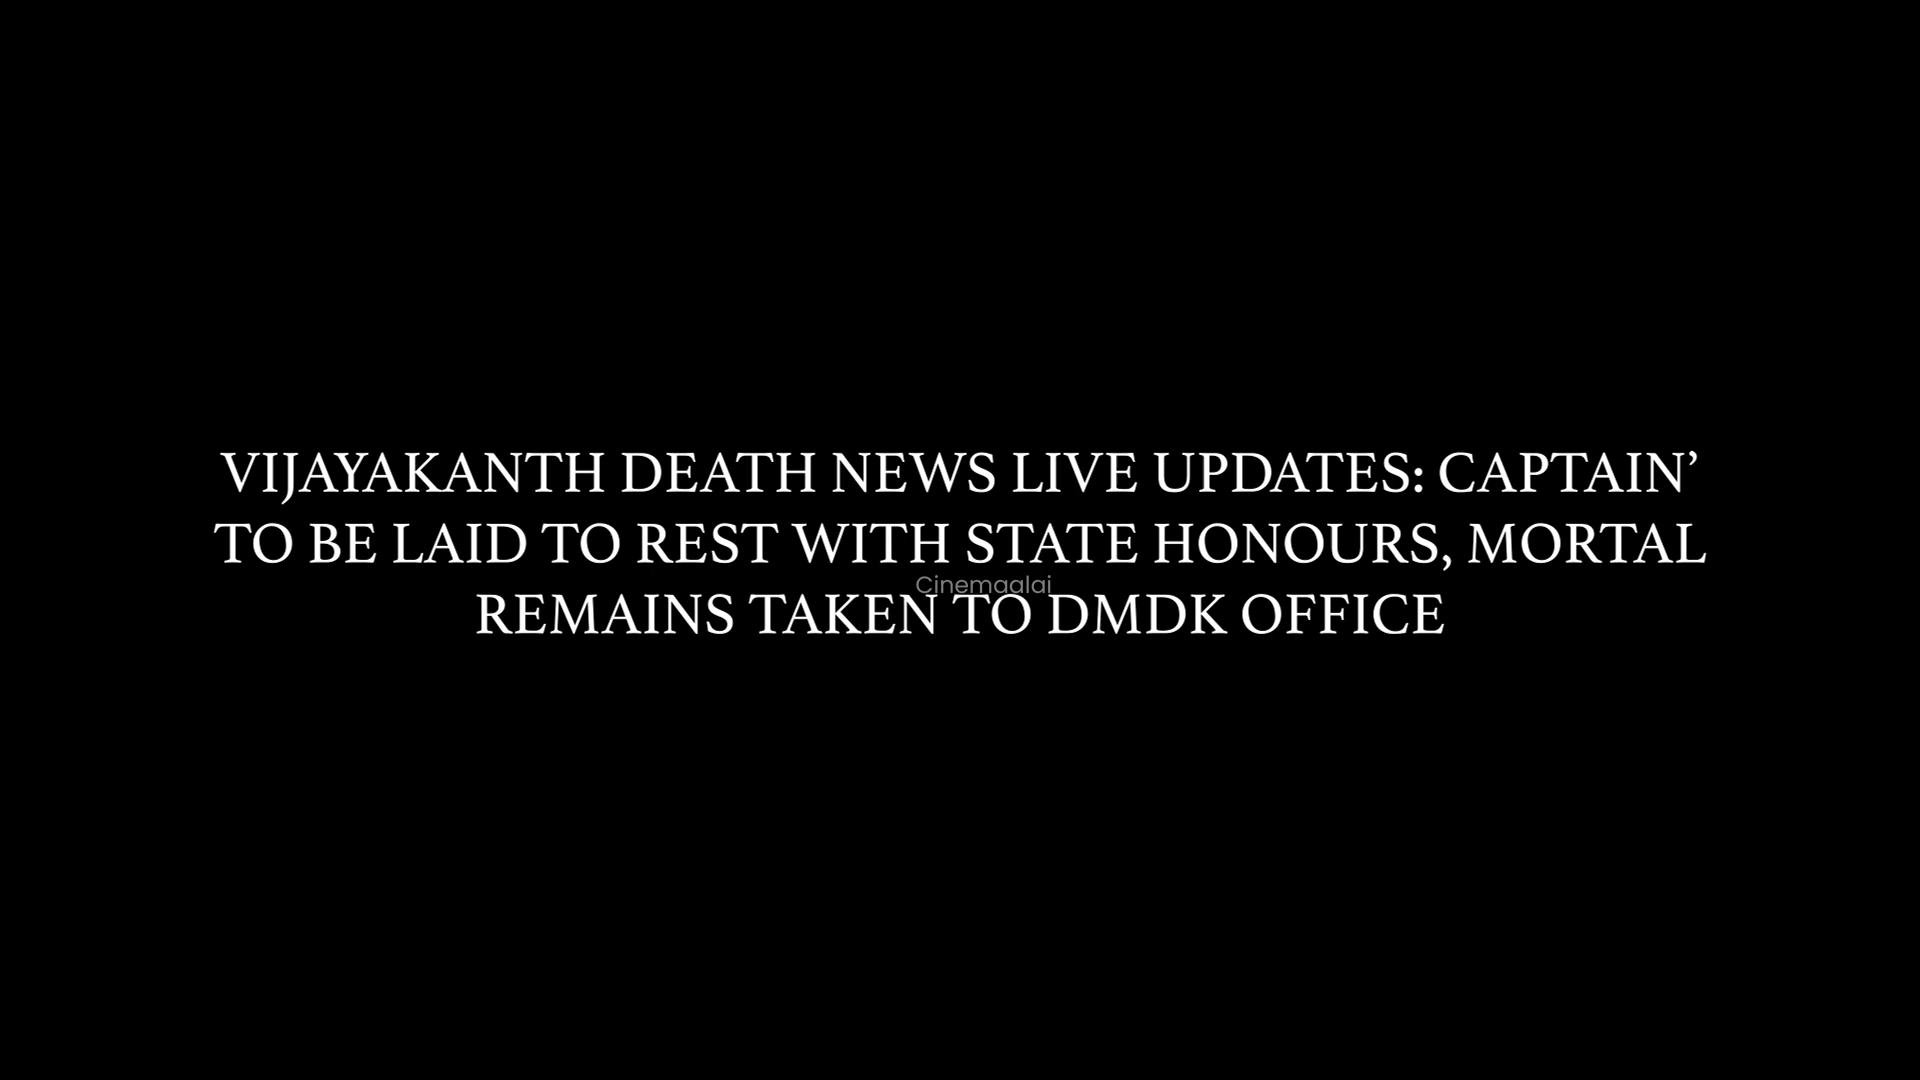 VIJAYAKANTH DEATH NEWS LIVE UPDATES: CAPTAIN’
TO BE LAID TO REST WITH STATE HONOURS, MORTAL
Cinemaalai
REMAINS TAKEN TO DMDK OFFICE